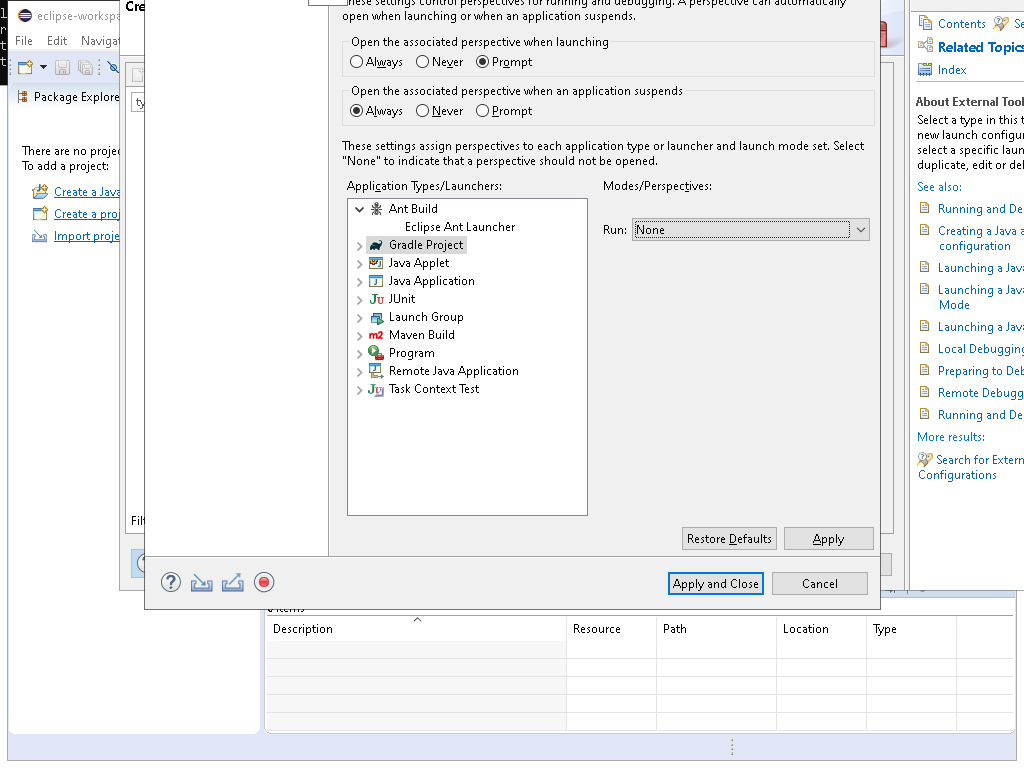 eclipse-workspa
Cre
File Edit Navigat
Package Explore
There are no projec
To add a project:
Create a Java
Create a proj
Import proje
ty
Filt
these settings control perspectives for running and debugging. A perspective can automatically
open when launching or when an application suspends.
Open the associated perspective when launching
Always Never Prompt
Open the associated perspective when an application suspends
Always Never Prompt
These settings assign perspectives to each application type or launcher and launch mode set. Select
"None" to indicate that a perspective should not be opened.
Application Types/Launchers:
Modes/Perspectives:
Ant Build
Eclipse Ant Launcher
Gradle Project
Java Applet
Java Application
JUnit
Launch Group
Maven Build
Program
Remote Java Application
Task Context Test
Run: None
Restore Defaults Apply
Apply and Close Cancel
Contents Se
Related Topics
Index
About External Tool
Select a type in this t
new launch configur
select a specific laun
duplicate, edit or del
See also:
Running and De
Creating a Java a
configuration
Launching a Java
Launching a Java
Mode
Launching a Java
Local Debugging
Preparing to Deb
Remote Debugg
Running and De
More results:
Search for Extern
Configurations
0 items
Description Resource Path Location Type